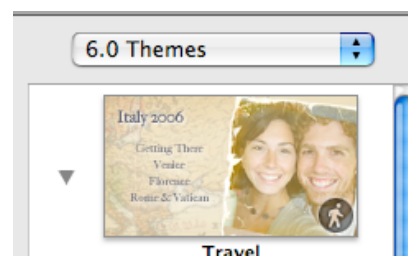 6.0 Themes
Italy 2006
Getting There
Venice
Florence
Rome & Vatican
Travel